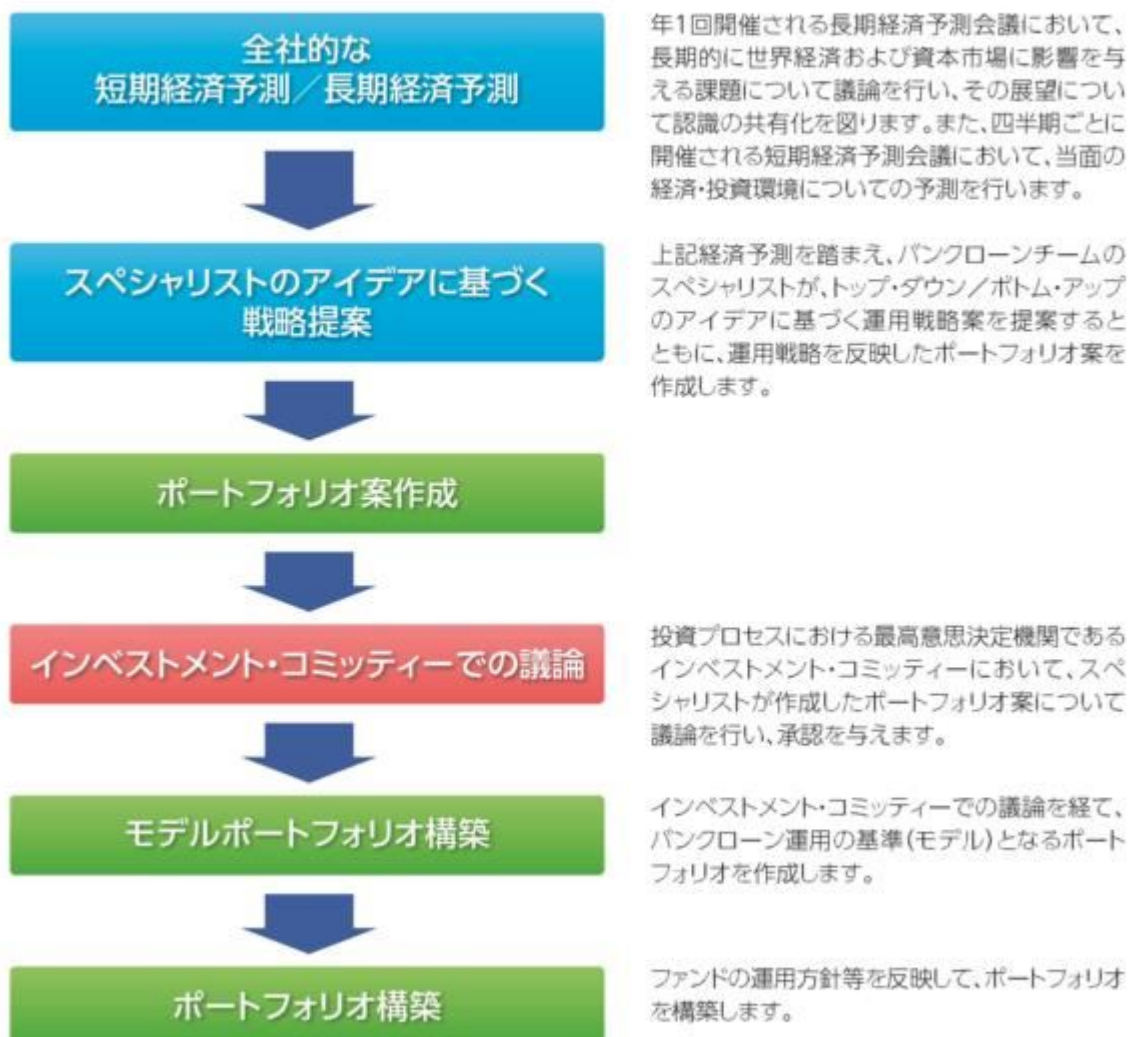 全社的な
短期経済予測／長期経済予測
年1回開催される長期経済予測会議において、
長期的に世界経済および資本市場に影響を与
える課題について議論を行い、その展望につい
て認識の共有化を図ります。また、四半期ごとに
開催される短期経済予測会議において、当面の
経済・投資環境についての予測を行います。
スペシャリストのアイデアに基づく
戦略提案
上記経済予測を踏まえ、バンクローンチームの
スペシャリストが、トップ・ダウン／ボトム・アップ
のアイデアに基づく運用戦略案を提案すると
ともに、運用戦略を反映したポートフォリオ案を
作成します。
ポートフォリオ案作成
インベストメント・コミッティーでの議論
投資プロセスにおける最高意思決定機関である
インベストメント・コミッティーにおいて、スペ
シャリストが作成したポートフォリオ案について
議論を行い、承認を与えます。
モデルポートフォリオ構築
インベストメント・コミッティーでの議論を経て、
バンクローン運用の基準(モデル)となるポート
フォリオを作成します。
ポートフォリオ構築
ファンドの運用方針等を反映して、ポートフォリオ
を構築します。